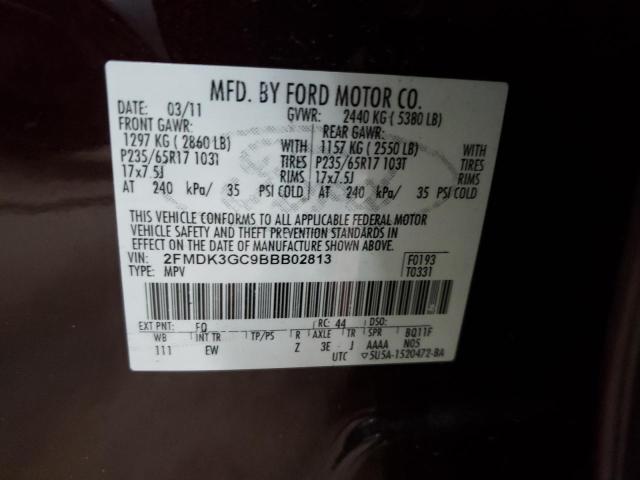 MFD. BY FORD MOTOR CO.
DATE: 03/11 GVWR: 2440 KG ( 5380 LB)
FRONT GAWR: REAR GAWR:
1297 KG ( 2860 LB) WITH 1157 KG ( 2550 LB) WITH
P235/65R17 103T TIRES P235/65R17 103T TIRES
17x7.5J RIMS 17x7.5J RIMS
AT 240 kPa/ 35 PSI COLD AT 240 kPa/ 35 PSI COLD
THIS VEHICLE CONFORMS TO ALL APPLICABLE FEDERAL MOTOR
VEHICLE SAFETY AND THEFT PREVENTION STANDARDS IN
EFFECT ON THE DATE OF MANUFACTURE SHOWN ABOVE.
VIN: 2FMDK3GC9BBB02813 F0193
TYPE: MPV T0331
EXT PNT: FQ RC: 44 DSO:
WB INT TR TP/PS R AXLE TR SPR BQ11F
111 EW Z 3E J AAAA N05
UTC ▽5U5A-1520472-BA